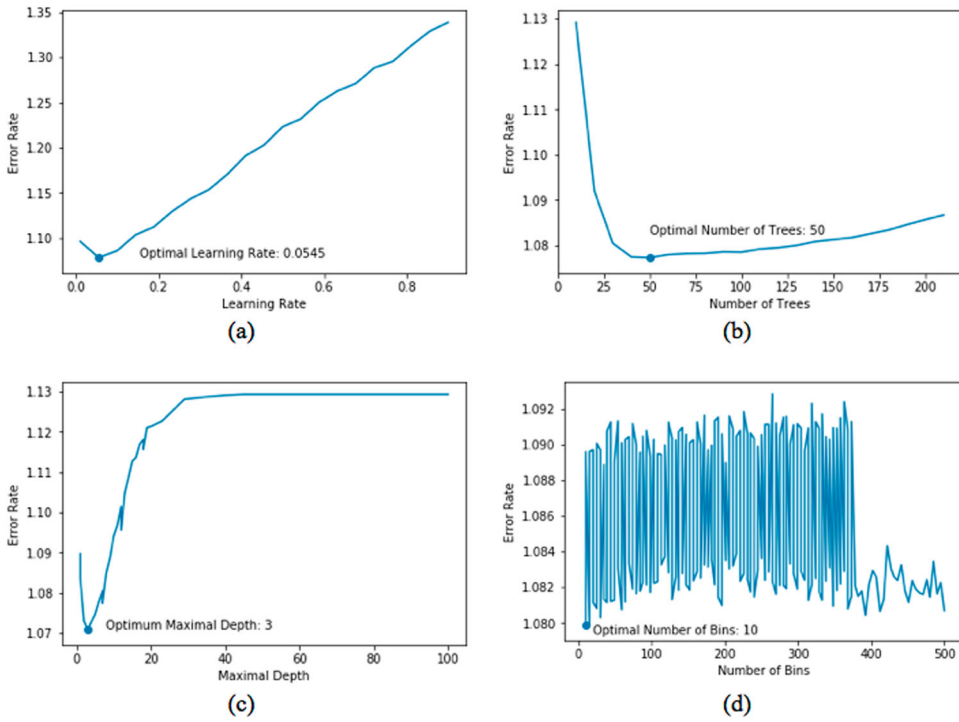 1.35
1.30
1.25
1.20
1.15
1.10
Error Rate
Optimal Learning Rate: 0.0545
0.0 0.2 0.4 0.6 0.8
Learning Rate
(a)
1.13
1.12
1.11
1.10
1.09
1.08
Error Rate
Optimal Number of Trees: 50
0 25 50 75 100 125 150 175 200
Number of Trees
(b)
1.13
1.12
1.11
1.10
1.09
1.08
1.07
Error Rate
Optimum Maximal Depth: 3
0 20 40 60 80 100
Maximal Depth
(c)
1.092
1.090
1.088
1.086
1.084
1.082
1.080
Error Rate
Optimal Number of Bins: 10
0 100 200 300 400 500
Number of Bins
(d)